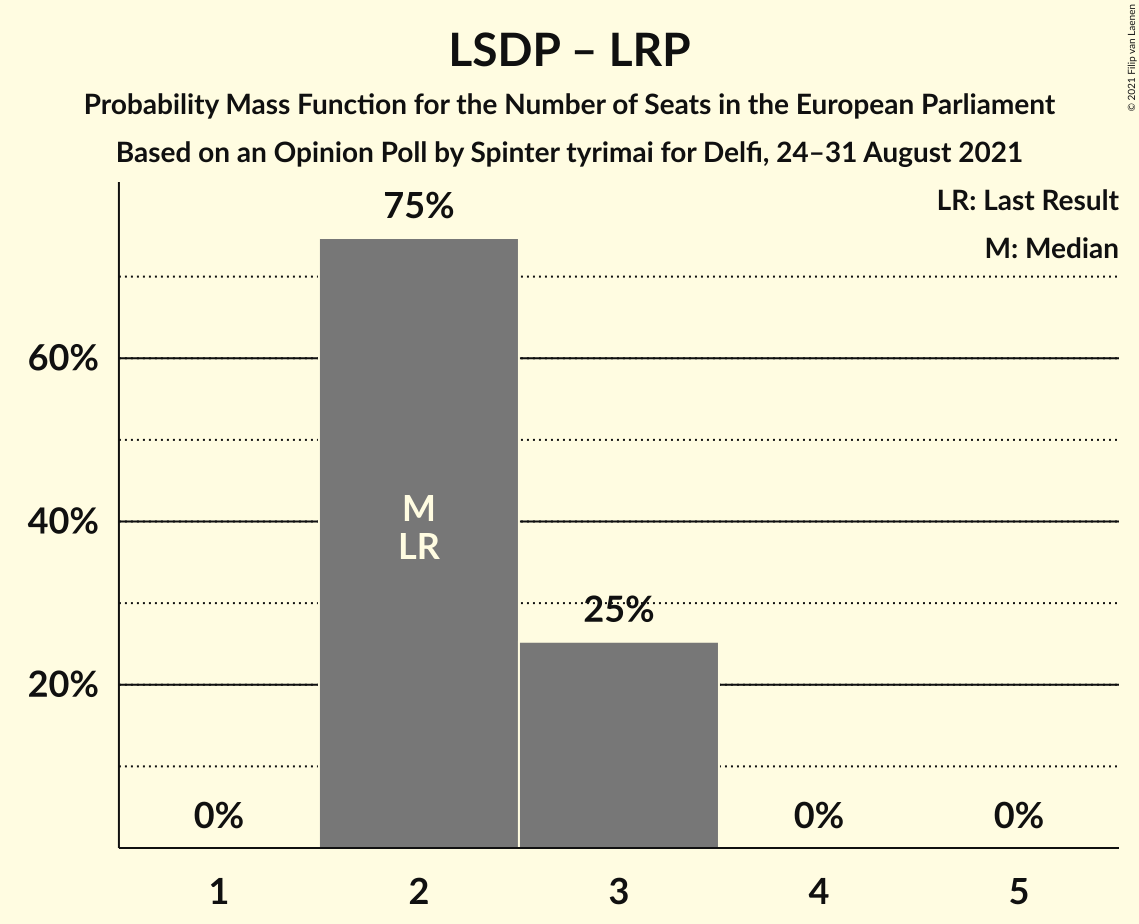 LSDP – LRP
Probability Mass Function for the Number of Seats in the European Parliament
Based on an Opinion Poll by Spinter tyrimai for Delfi, 24–31 August 2021
© 2021 Filip van Laenen
LR: Last Result
M: Median
75%
60%
M
40%
LR
25%
20%
0%
0%
0%
1
2
3
4
5